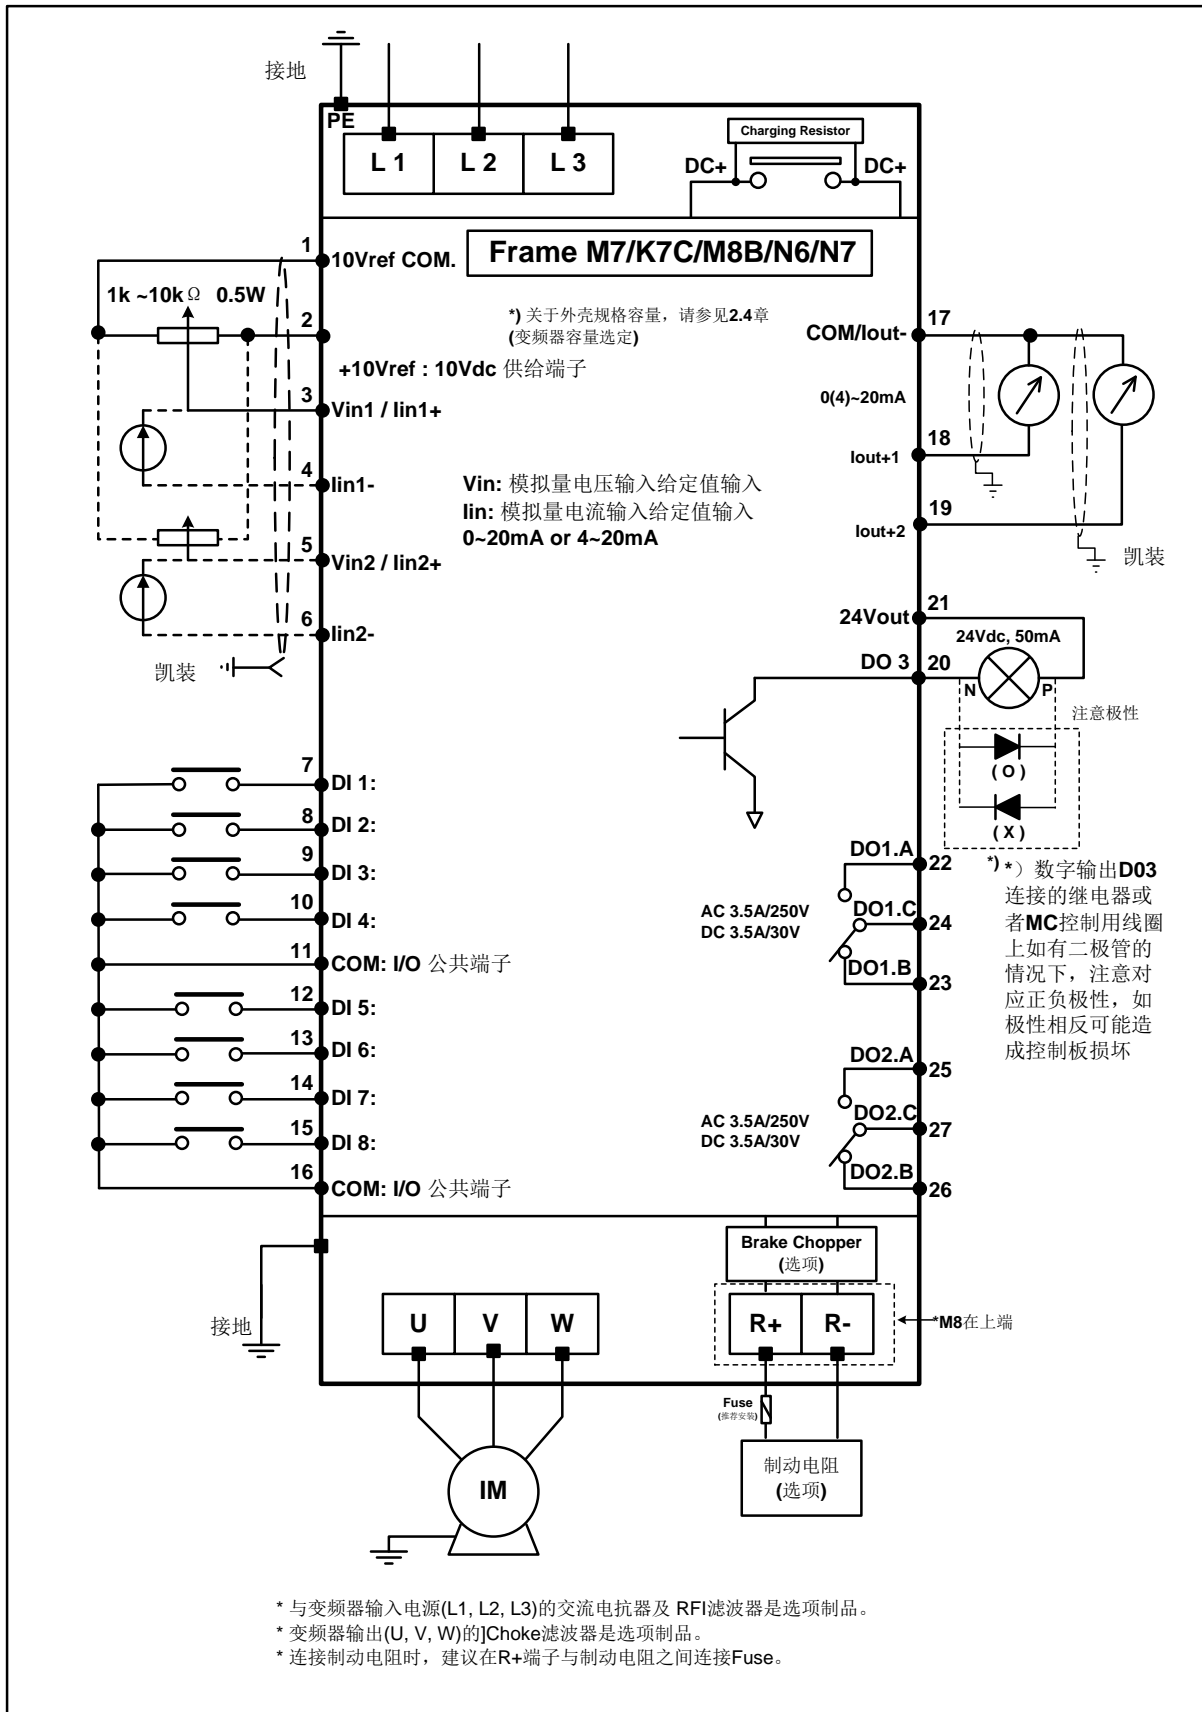 接地
PE
L 1
L 2
L 3
Charging Resistor
DC+
DC+
Frame M7/K7C/M8B/N6/N7
*) 关于外壳规格容量，请参见2.4章
(变频器容量选定)
1
10Vref COM.
1k ~10kΩ 0.5W
2
+10Vref : 10Vdc 供给端子
3
Vin1 / Iin1+
4
Iin1-
5
Vin2 / Iin2+
6
Iin2-
凯装
Vin: 模拟量电压输入给定值输入
Iin: 模拟量电流输入给定值输入
0~20mA or 4~20mA
COM/Iout-
17
0(4)~20mA
18
Iout+1
19
Iout+2
凯装
21
24Vout
24Vdc, 50mA
DO 3
20
N
P
注意极性
( O )
( X )
*) *）数字输出D03
连接的继电器或
者MC控制用线圈
上如有二极管的
情况下，注意对
应正负极性，如
极性相反可能造
成控制板损坏
7
DI 1:
8
DI 2:
9
DI 3:
10
DI 4:
11
COM: I/O 公共端子
12
DI 5:
13
DI 6:
14
DI 7:
15
DI 8:
16
COM: I/O 公共端子
DO1.A
22
AC 3.5A/250V
DC 3.5A/30V
DO1.C
24
DO1.B
23
DO2.A
25
AC 3.5A/250V
DC 3.5A/30V
DO2.C
27
DO2.B
26
接地
Brake Chopper
(选项)
U
V
W
R+
R-
*M8在上端
Fuse
(推荐安装)
制动电阻
(选项)
IM
* 与变频器输入电源(L1, L2, L3)的交流电抗器及 RFI滤波器是选项制品。
* 变频器输出(U, V, W)的]Choke滤波器是选项制品。
* 连接制动电阻时，建议在R+端子与制动电阻之间连接Fuse。